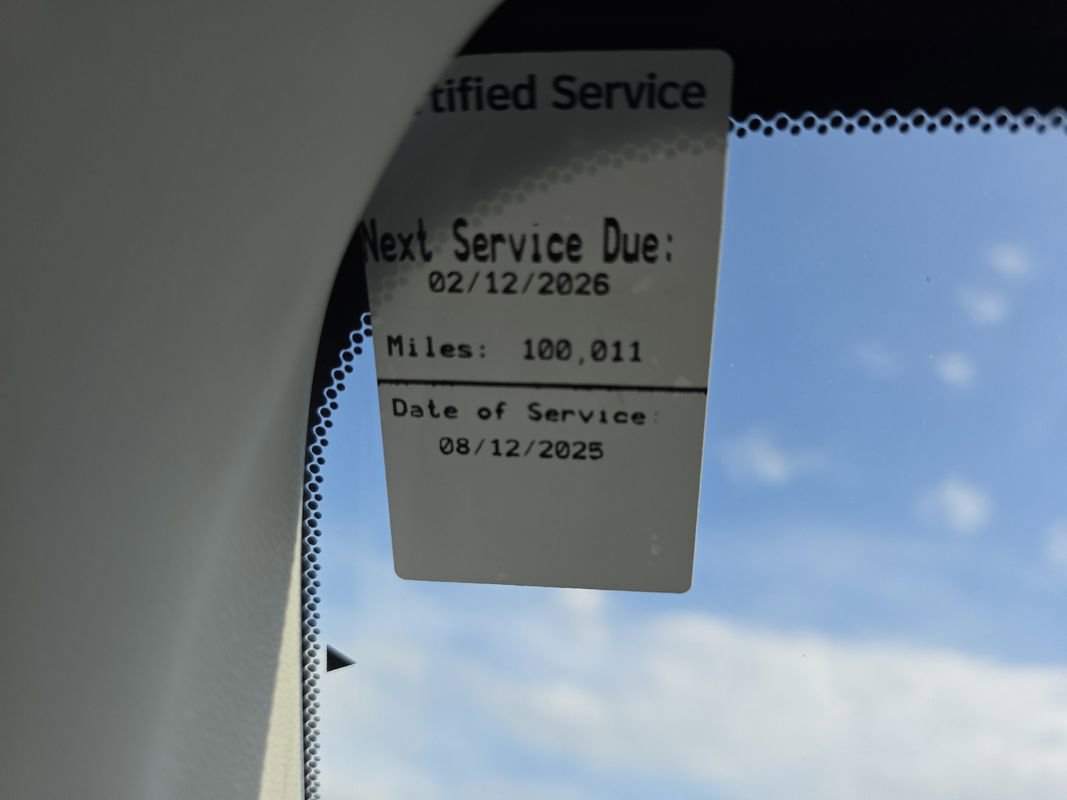 tified Service
Next Service Due:
02/12/2026
Miles: 100,011
Date of Service:
08/12/2025